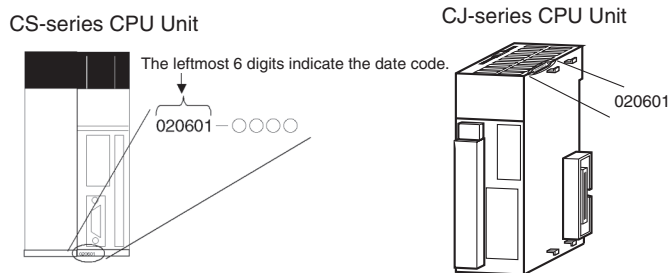 CS-series CPU Unit
The leftmost 6 digits indicate the date code.
020601-○○○○
020601
CJ-series CPU Unit
020601